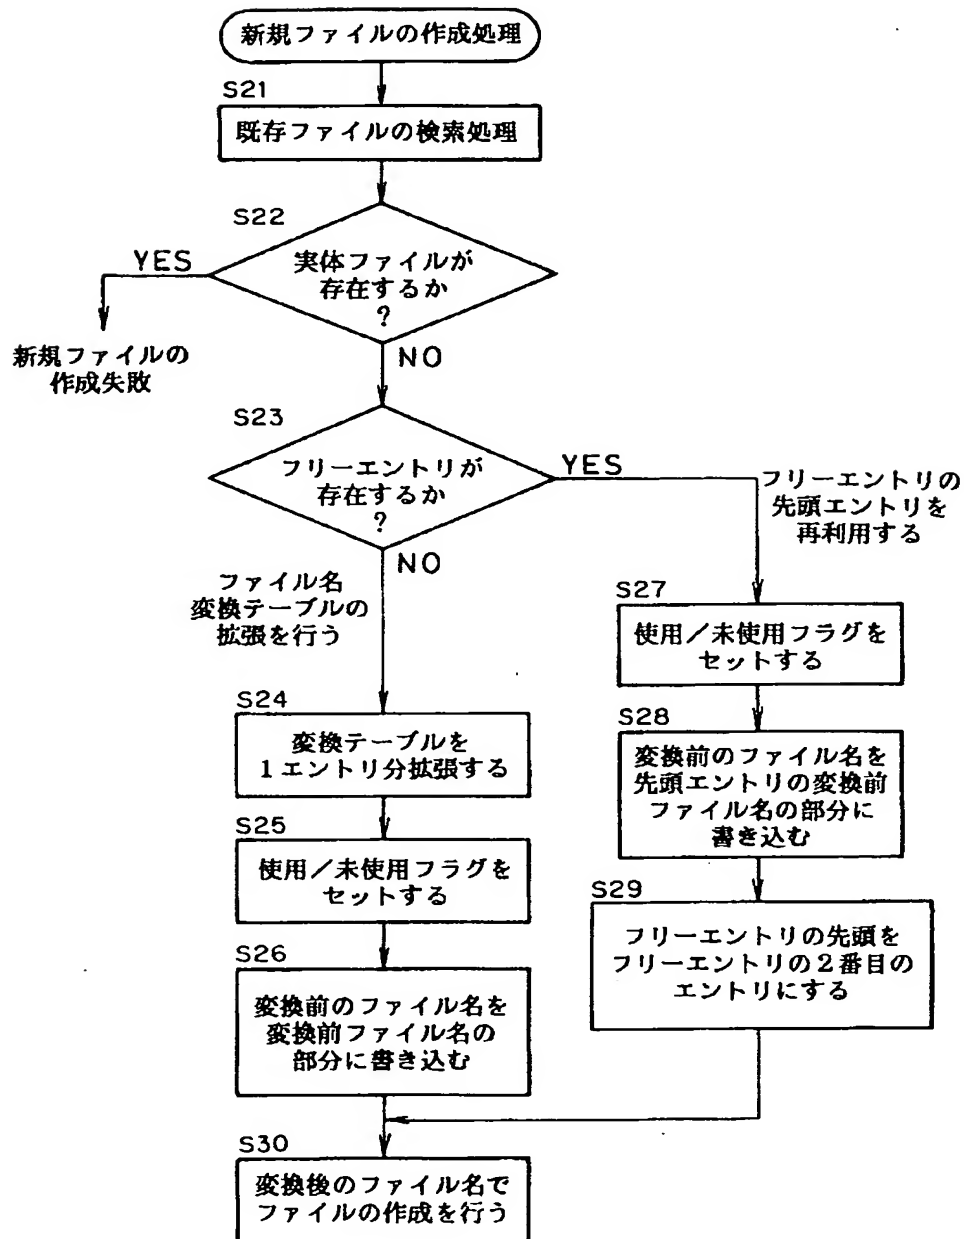 新規ファイルの作成処理
S21
既存ファイルの検索処理
S22
実体ファイルが
存在するか
?
YES
新規ファイルの
作成失敗
NO
S23
フリーエントリが
存在するか
?
YES
フリーエントリの
先頭エントリを
再利用する
NO
ファイル名
変換テーブルの
拡張を行う
S24
変換テーブルを
1エントリ分拡張する
S25
使用/未使用フラグを
セットする
S26
変換前のファイル名を
変換前ファイル名の
部分に書き込む
S27
使用/未使用フラグを
セットする
S28
変換前のファイル名を
先頭エントリの変換前
ファイル名の部分に
書き込む
S29
フリーエントリの先頭を
フリーエントリの2番目の
エントリにする
S30
変換後のファイル名で
ファイルの作成を行う